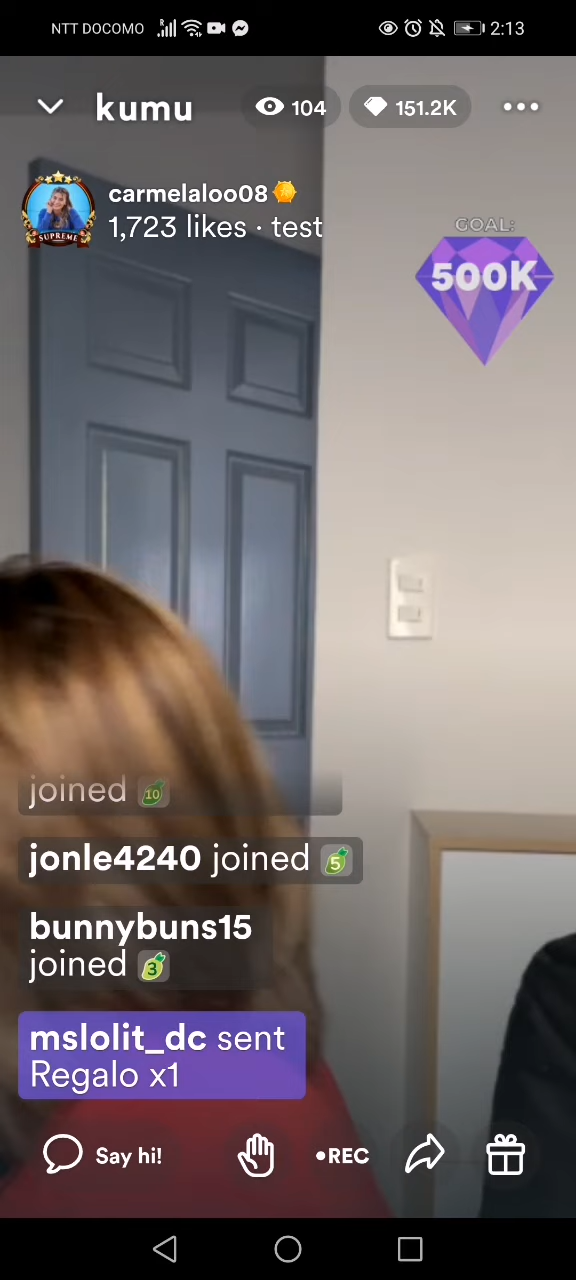 NTT DOCOMO 2:13
kumu 104 151.2K
carmelaloo08
1,723 likes · test
SUPREME
GOAL:
500K
joined 10
jonle4240 joined 5
bunnybuns15
joined 3
mslolit_dc sent
Regalo x1
Say hi! •REC